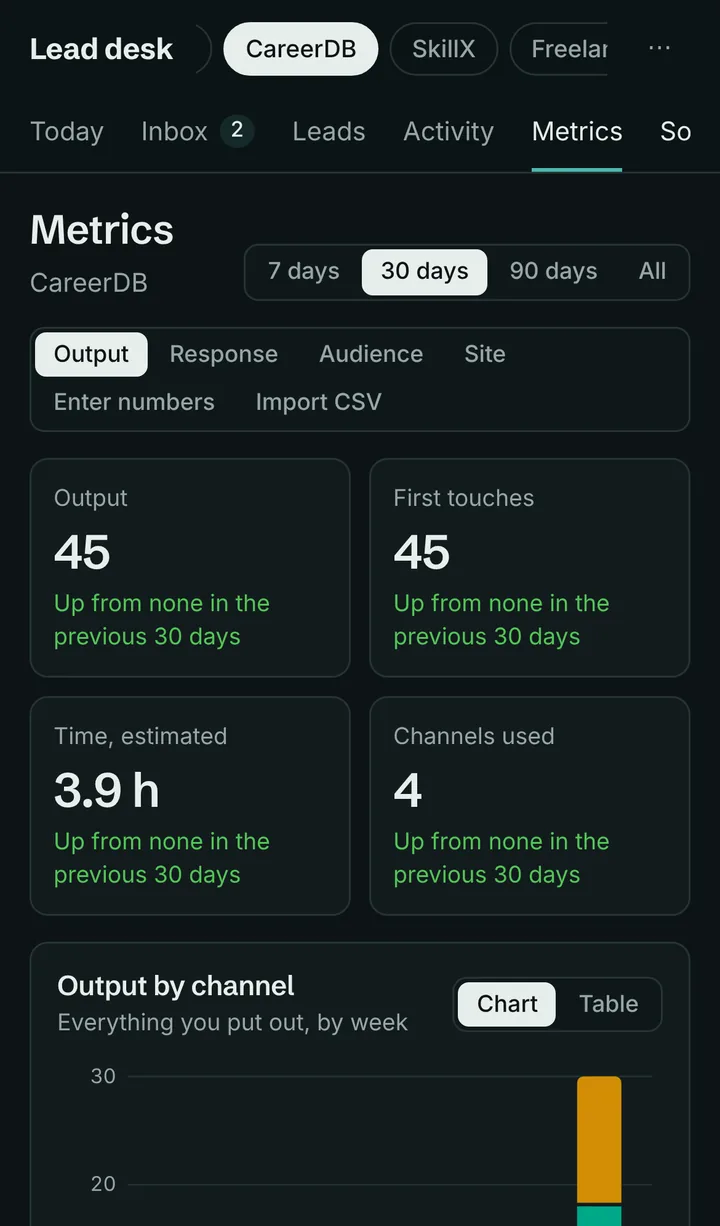 Lead desk
CareerDB
SkillX
Freelan
...
Today
Inbox 2
Leads
Activity
Metrics
So
Metrics
CareerDB
7 days
30 days
90 days
All
Output
Response
Audience
Site
Enter numbers
Import CSV
Output
45
Up from none in the
previous 30 days
First touches
45
Up from none in the
previous 30 days
Time, estimated
3.9 h
Up from none in the
previous 30 days
Channels used
4
Up from none in the
previous 30 days
Output by channel
Everything you put out, by week
Chart
Table
30
20